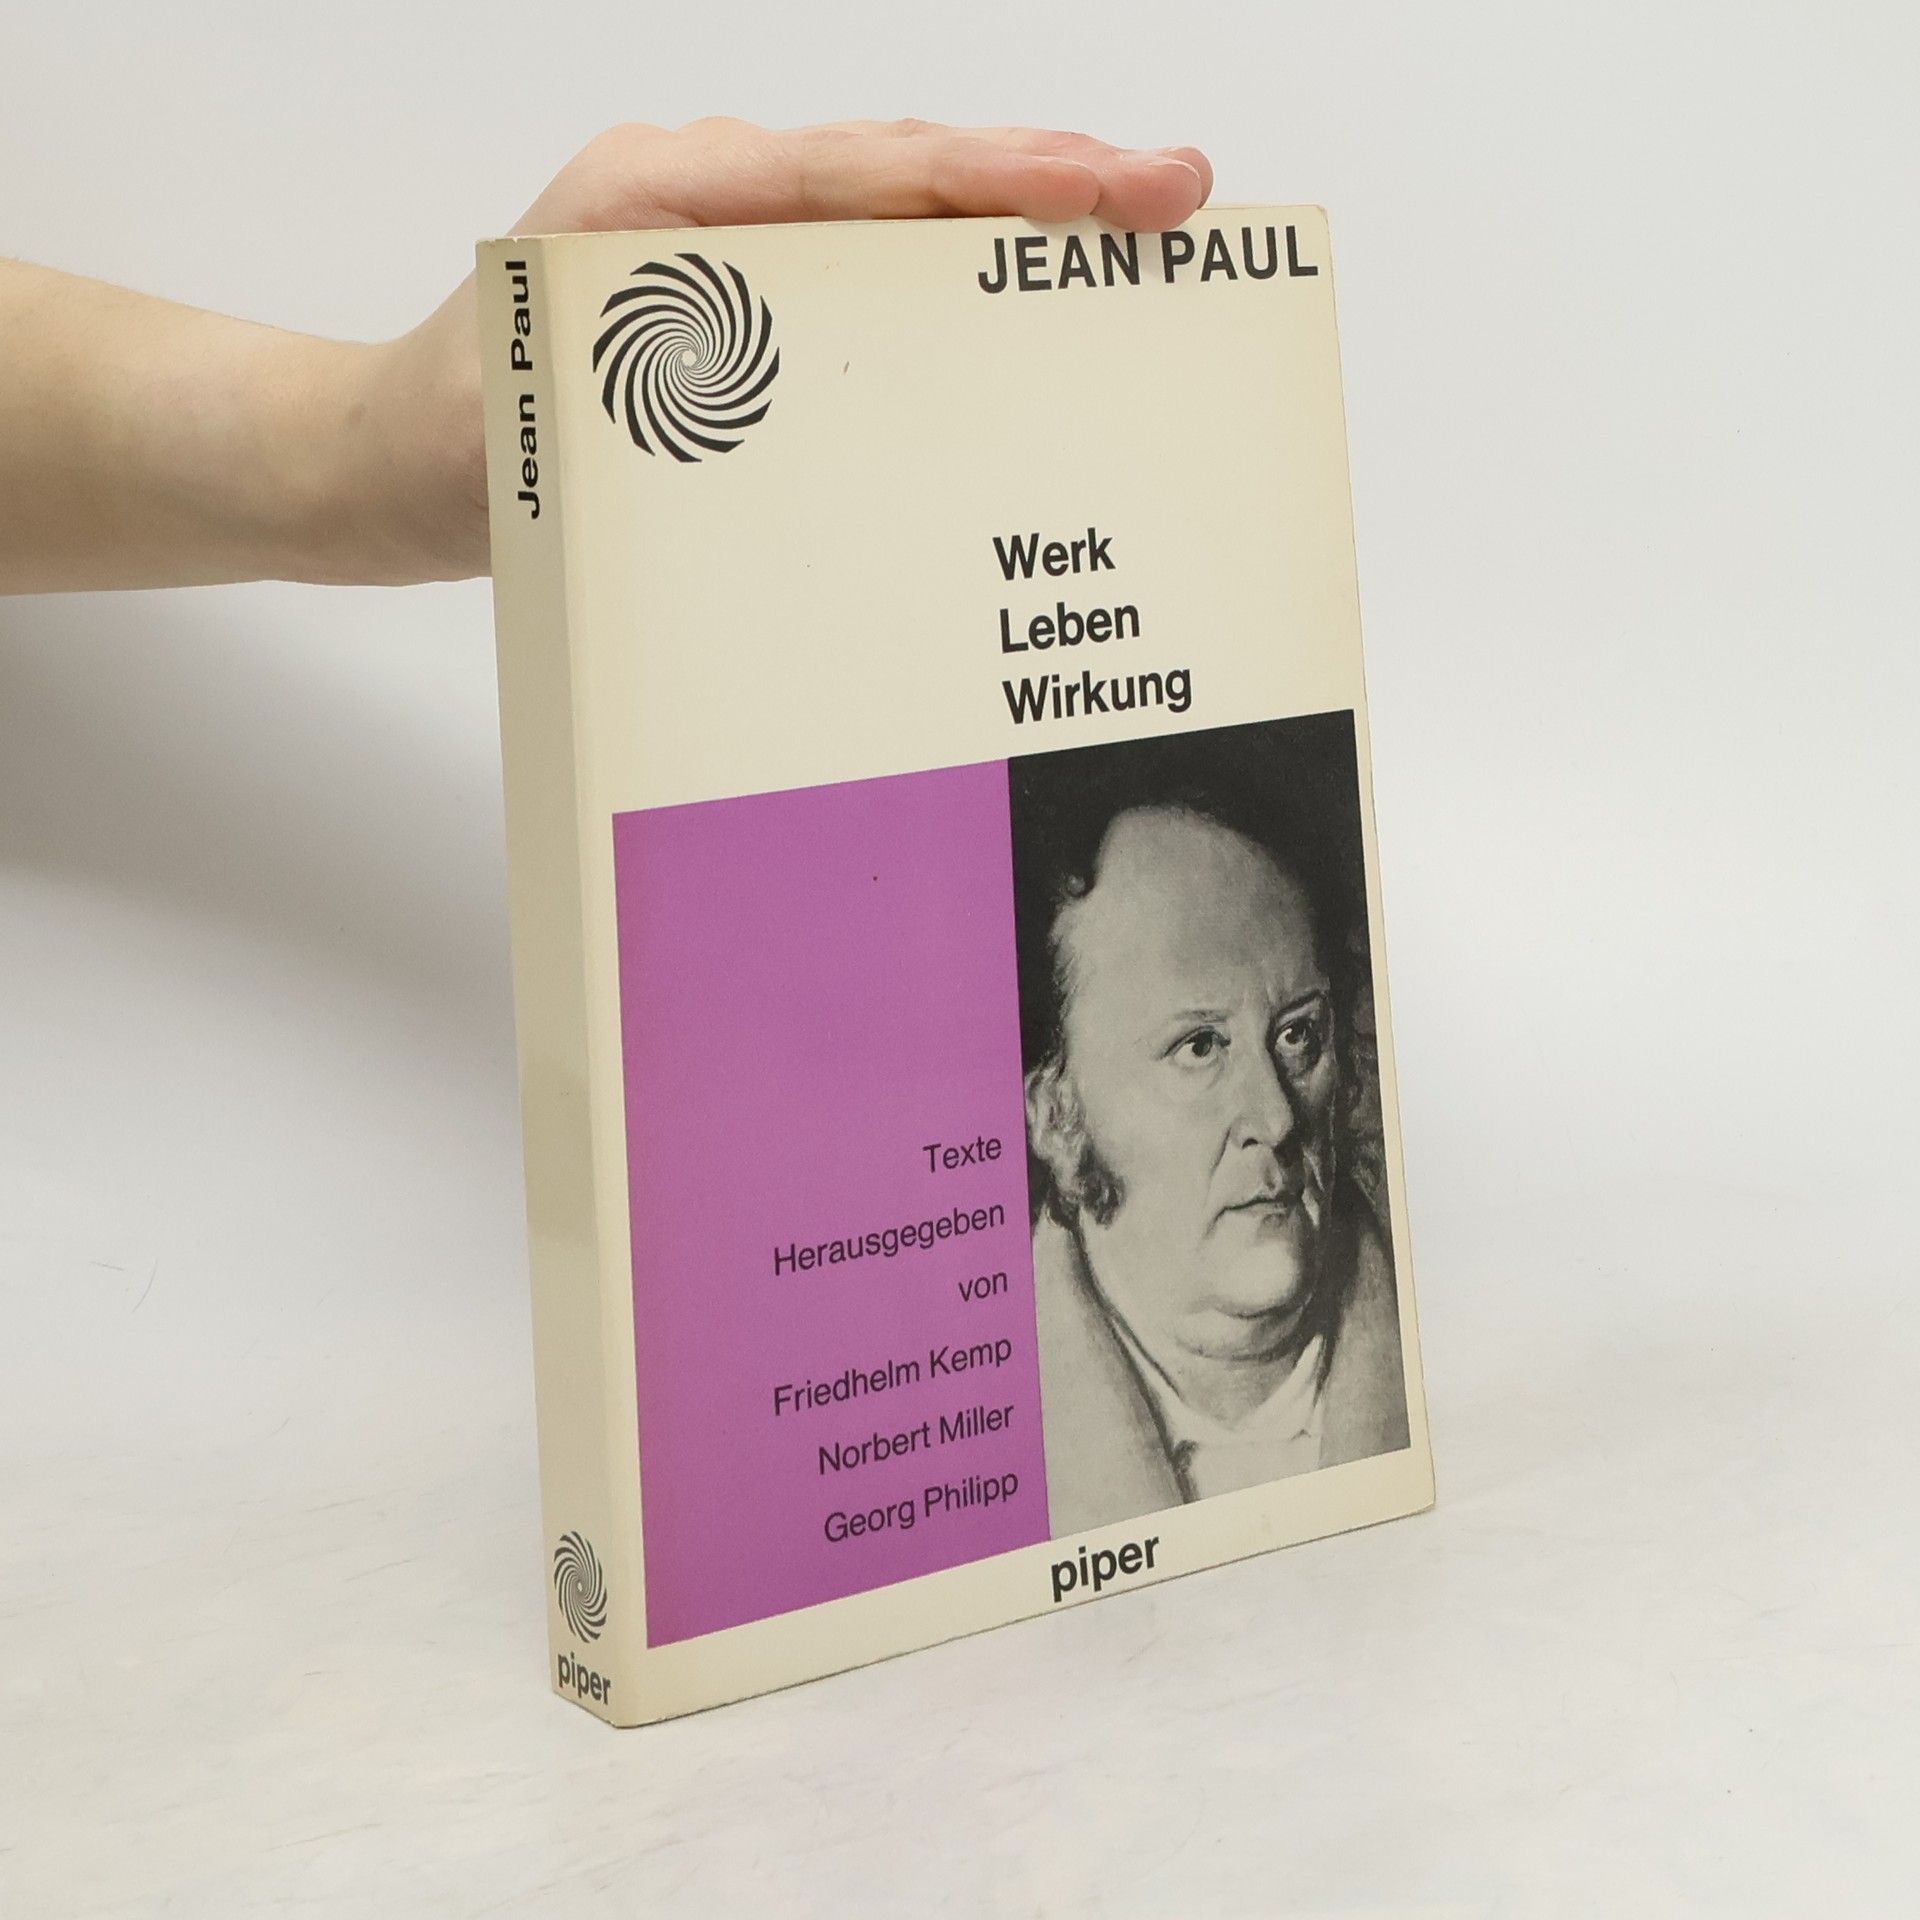 Jean Paul
piper
JEAN PAUL
Werk
Leben
Wirkung
Texte
Herausgegeben
von
Friedhelm Kemp
Norbert Miller
Georg Philipp
piper